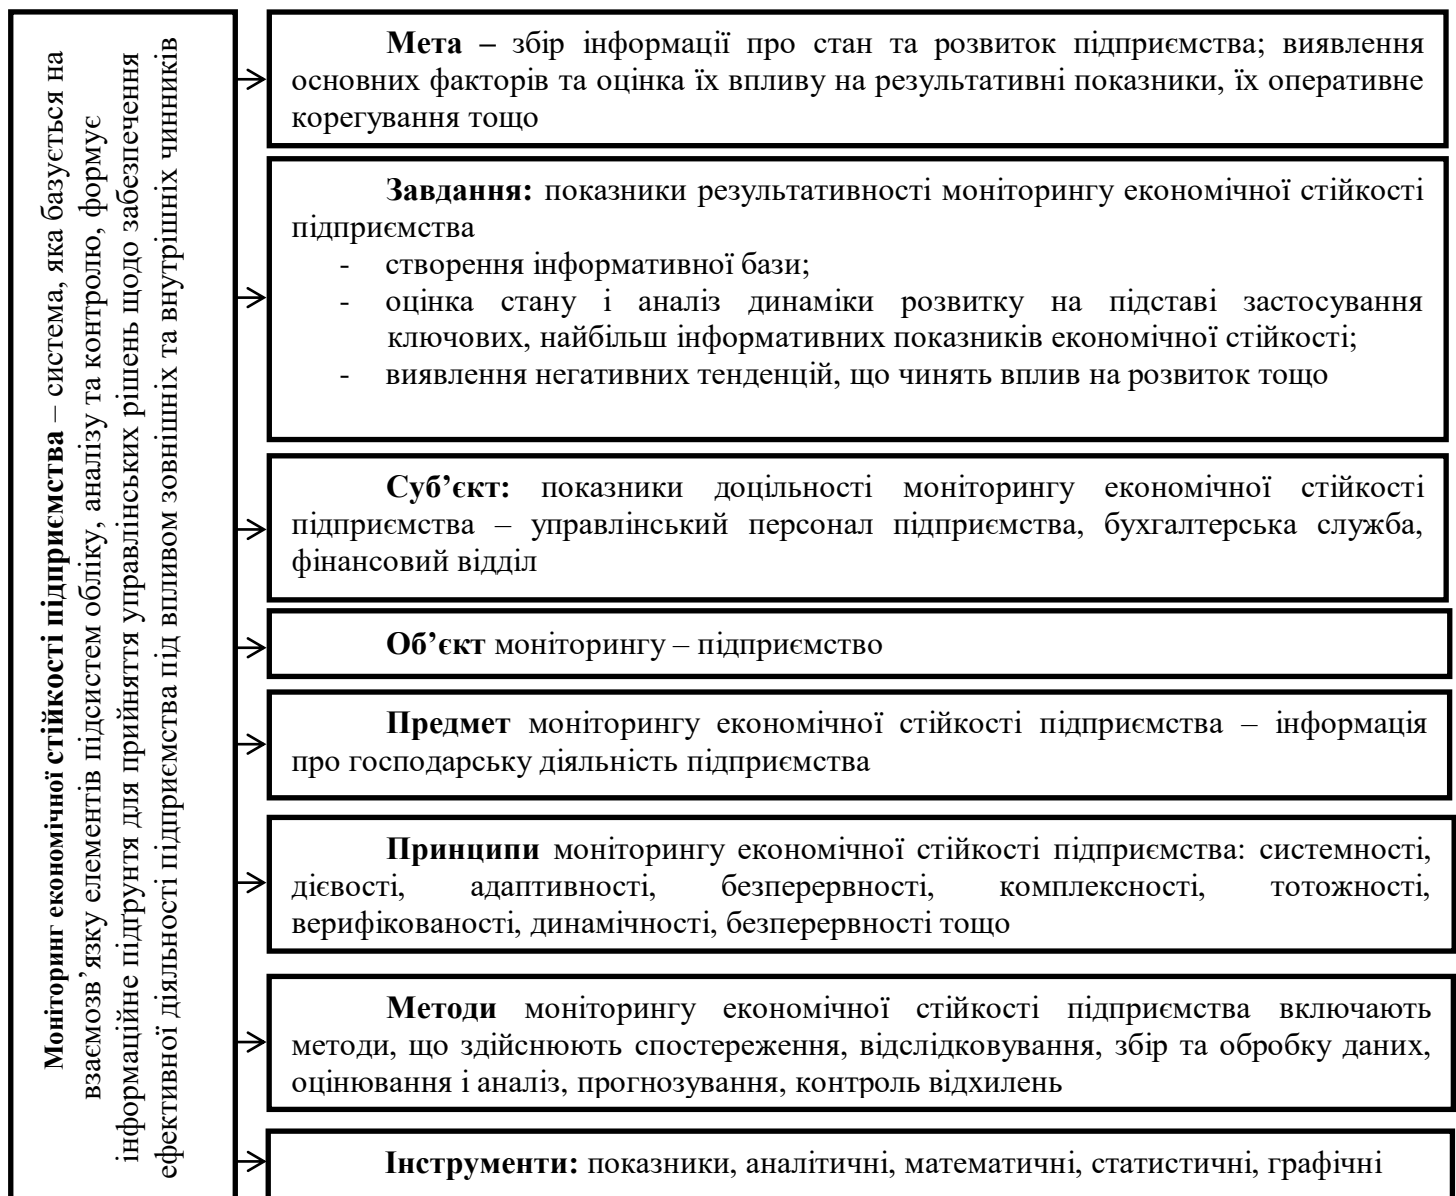 Моніторинг економічної стійкості підприємства – система, яка базується на
взаємозв’язку елементів підсистем обліку, аналізу та контролю, формує
інформаційне підґрунтя для прийняття управлінських рішень щодо забезпечення
ефективної діяльності підприємства під впливом зовнішніх та внутрішніх чинників
Мета – збір інформації про стан та розвиток підприємства; виявлення
основних факторів та оцінка їх впливу на результативні показники, їх оперативне
корегування тощо
Завдання: показники результативності моніторингу економічної стійкості
підприємства
- створення інформативної бази;
- оцінка стану і аналіз динаміки розвитку на підставі застосування
ключових, найбільш інформативних показників економічної стійкості;
- виявлення негативних тенденцій, що чинять вплив на розвиток тощо
Суб’єкт: показники доцільності моніторингу економічної стійкості
підприємства – управлінський персонал підприємства, бухгалтерська служба,
фінансовий відділ
Об’єкт моніторингу – підприємство
Предмет моніторингу економічної стійкості підприємства – інформація
про господарську діяльність підприємства
Принципи моніторингу економічної стійкості підприємства: системності,
дієвості, адаптивності, безперервності, комплексності, тотожності,
верифікованості, динамічності, безперервності тощо
Методи моніторингу економічної стійкості підприємства включають
методи, що здійснюють спостереження, відслідковування, збір та обробку даних,
оцінювання і аналіз, прогнозування, контроль відхилень
Інструменти: показники, аналітичні, математичні, статистичні, графічні